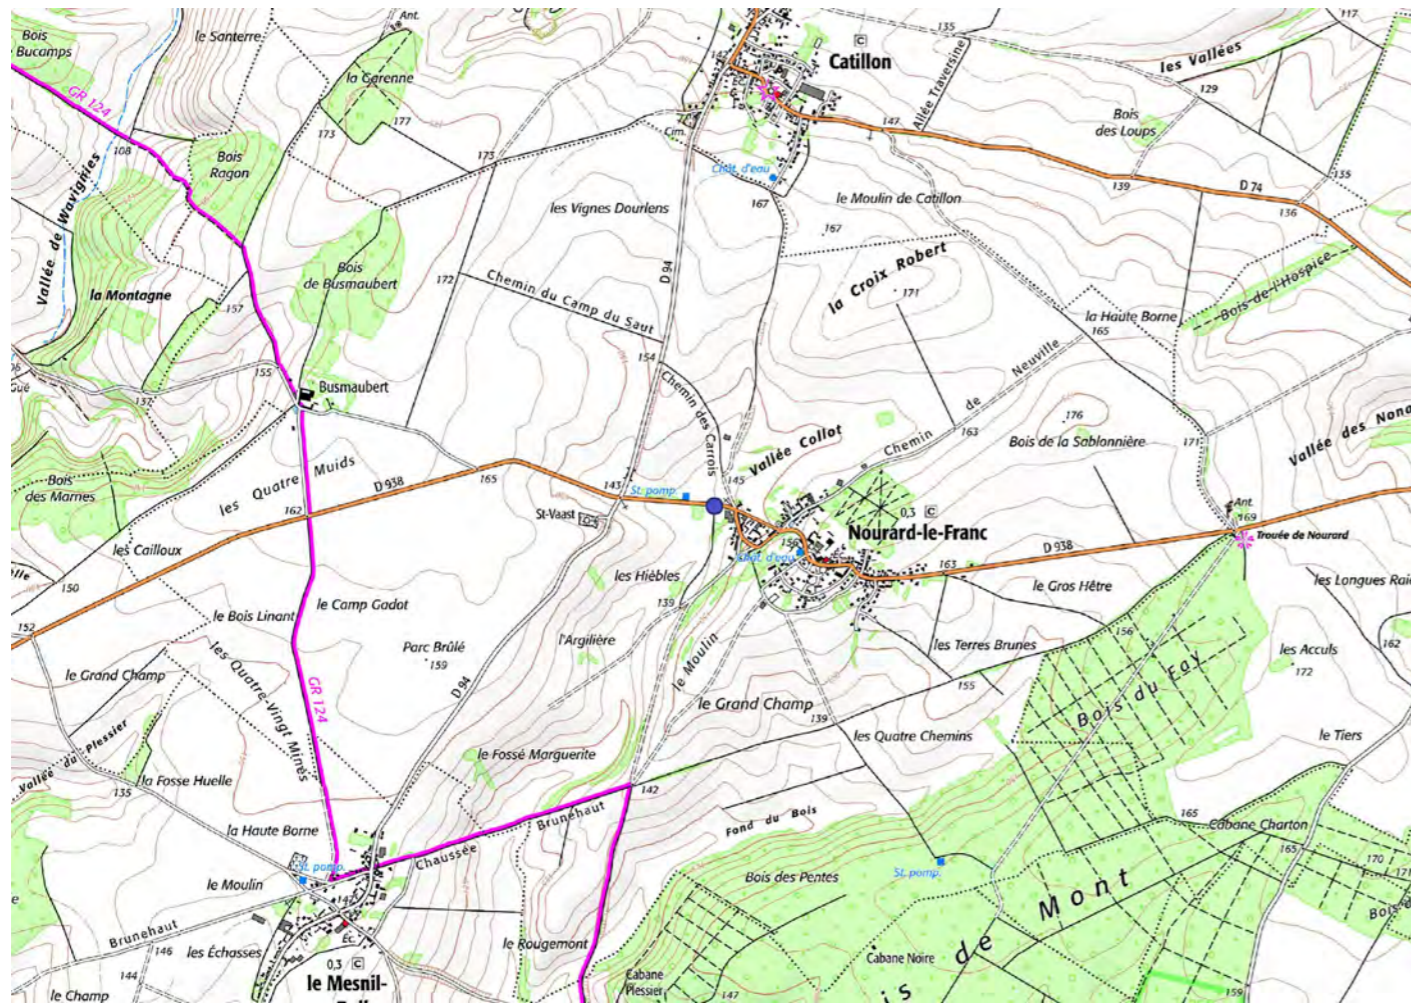 Bois
Bucamps
le Santerre
Ant.
la Garenne
147
C
Catillon
135
117
les Vallées
Allée Traversine
129
Bois
des Loups
GR 124
173
177
108
Bois
Ragon
173
Cim.
147
Chât. d'eau
167
139
D 74
135
136
Vallée de Wavignies
les Vignes Dourlens
le Moulin de Catillon
167
la Croix Robert
171
Bois
de Busmaubert
172
Chemin du Camp du Saut
D 94
Bois de l'Hospice
la Montagne
157
la Haute Borne
165
154
155
137
Gué
Busmaubert
Chemin des Carrois
Chemin de Neuville
163
176
Bois de la Sablonnière
171
Vallée des Nona
Vallée Collot
145
Bois
des Marnes
les Quatre Muids
D 938
165
143
St. pomp.
162
St-Vaast
0,3
C
Nourard-le-Franc
156
Chât. d'eau
Ant.
169
Trouée de Nourard
D 938
163
les Cailloux
150
152
le Bois Linant
le Camp Gadot
les Hièbles
139
le Gros Hêtre
les Longues Raie
l'Argilière
le Moulin
156
les Terres Brunes
162
Parc Brûlé
159
les Acculs
172
le Grand Champ
les Quatre Vingt Mines
GR 124
D 94
155
Bois du Fay
le Grand Champ
139
les Quatre Chemins
le Tiers
Vallée du Plessier
le Fossé Marguerite
la Fosse Huelle
135
142
Brunehaut
Chaussée
Fond du Bois
165
Cabane Charton
165
la Haute Borne
St. pomp.
170
171
le Moulin
147
Bois des Pentes
St. pomp.
Mont
Brunehaut
146
les Échasses
Éc.
le Rougemont
de
Cabane Noire
144
0,3
C
le Mesnil-
Cabane
Plessier
147
is
159
le Champ